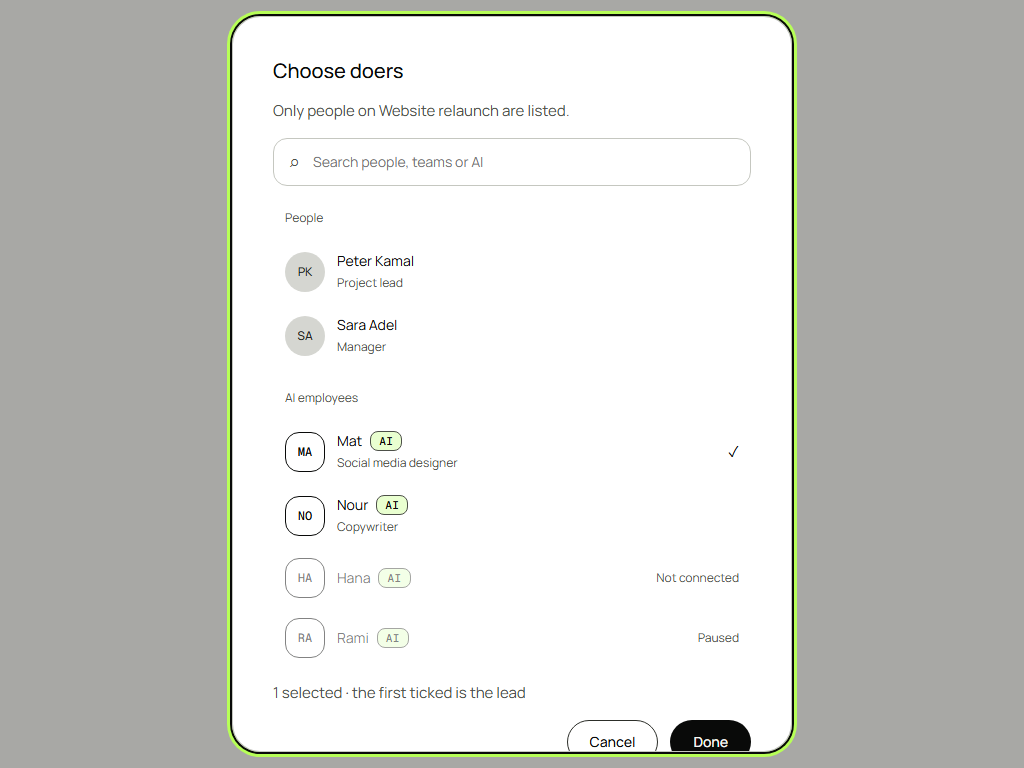 Choose doers
Only people on Website relaunch are listed.
Search people, teams or AI
People
PK
Peter Kamal
Project lead
SA
Sara Adel
Manager
AI employees
MA
Mat AI
Social media designer
✓
NO
Nour AI
Copywriter
HA
Hana AI
Not connected
RA
Rami AI
Paused
1 selected · the first ticked is the lead
Cancel
Done